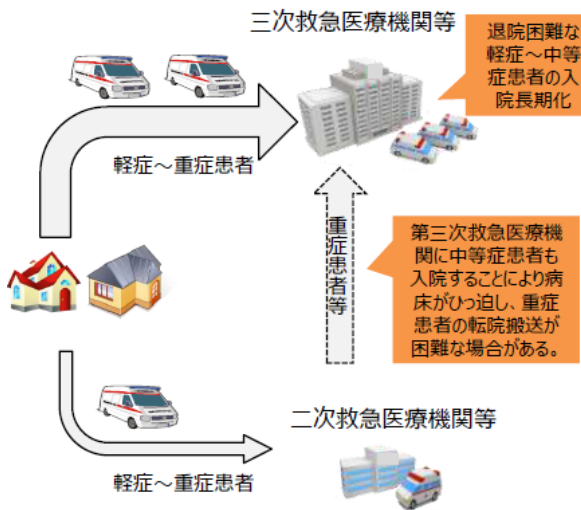 三次救急医療機関等
退院困難な
軽症～中等
症患者の入
院長期化
軽症～重症患者
重症患者等
第三次救急医療機
関に中等症患者も
入院することにより病
床がひっ迫し、重症
患者の転院搬送が
困難な場合がある。
二次救急医療機関等
軽症～重症患者